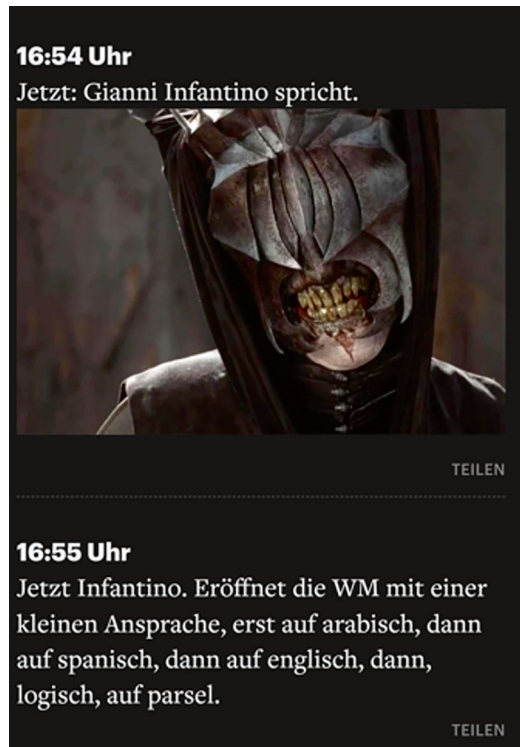 16:54 Uhr
Jetzt: Gianni Infantino spricht.
TEILEN
16:55 Uhr
Jetzt Infantino. Eröffnet die WM mit einer
kleinen Ansprache, erst auf arabisch, dann
auf spanisch, dann auf englisch, dann,
logisch, auf parsel.
TEILEN